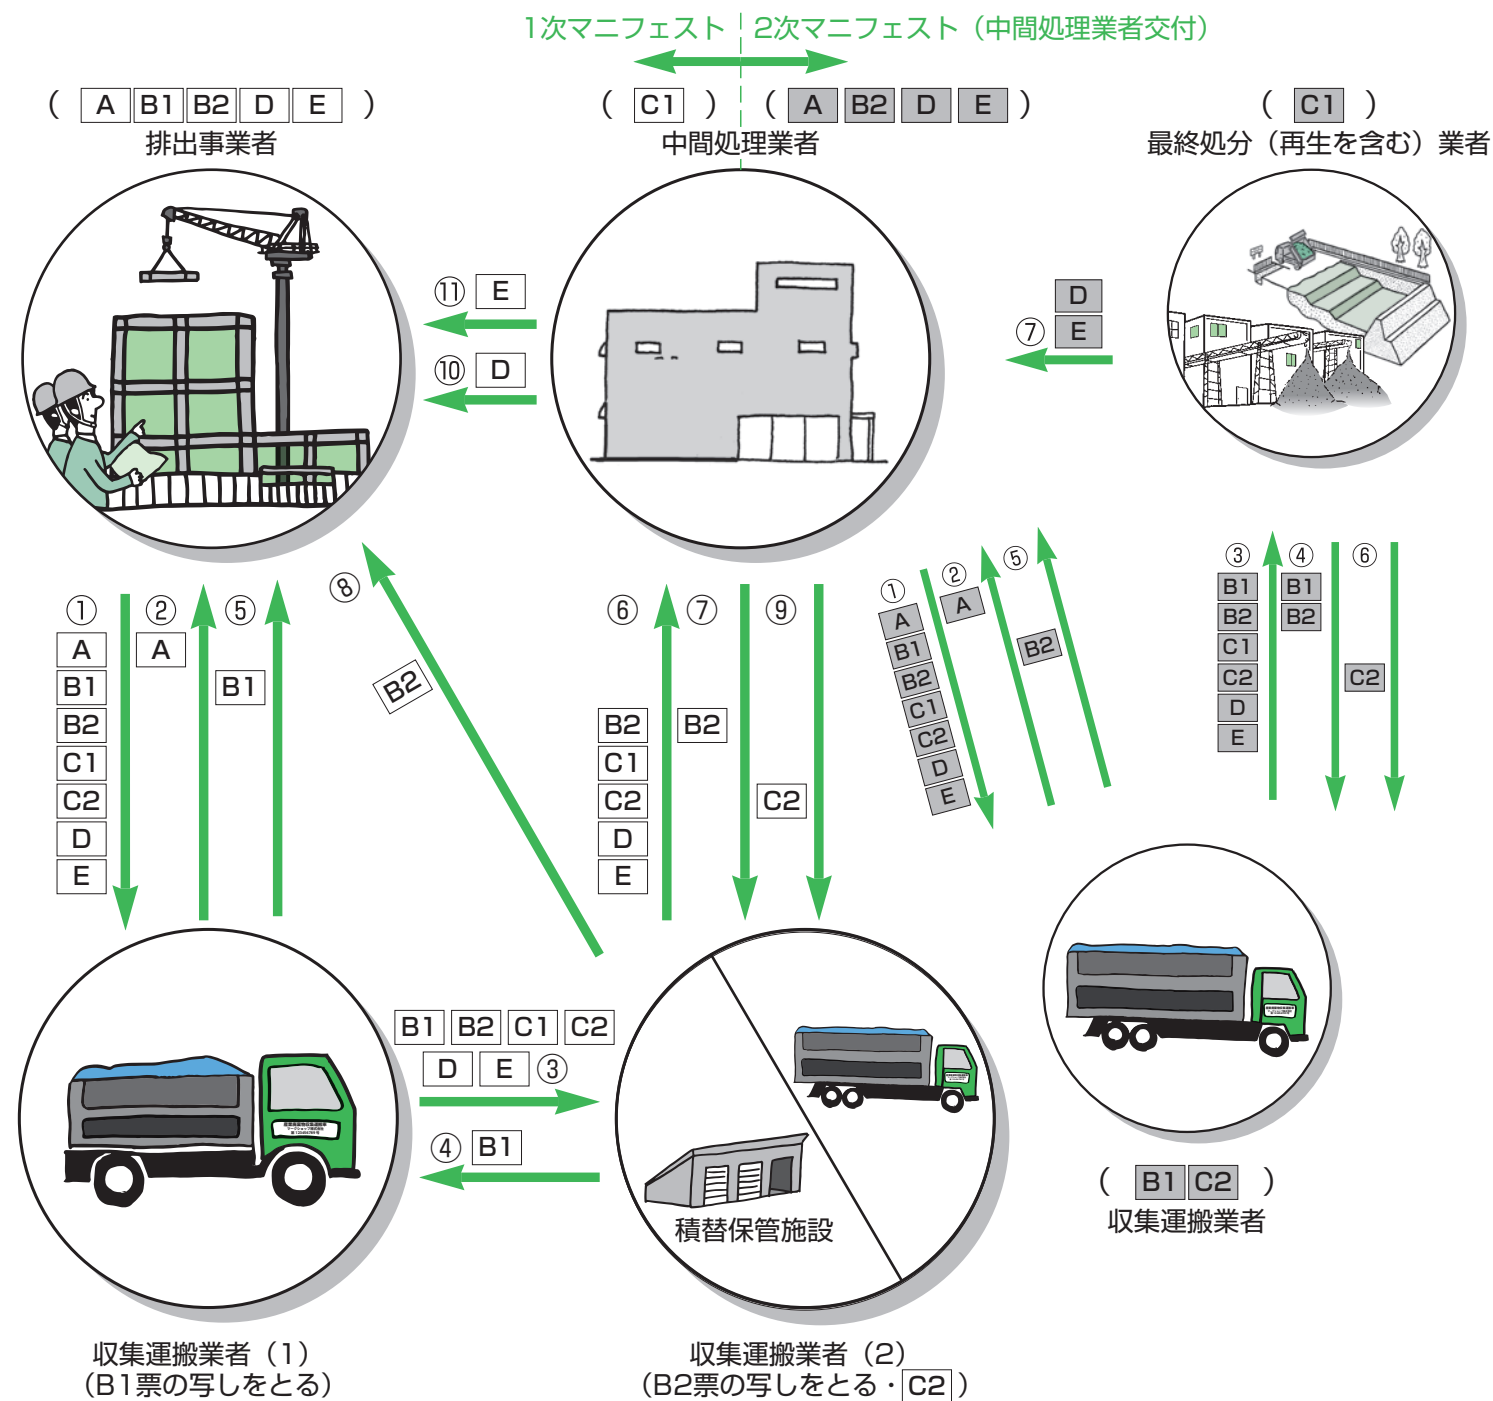 1次マニフェスト 2次マニフェスト（中間処理業者交付）
（ A B1 B2 D E ）
排出事業者
（ C1 ）（ A B2 D E ）
中間処理業者
（ C1 ）
最終処分（再生を含む）業者
⑪ E
⑩ D
D
⑦ E
① ② ⑤
A A
B1 B1
B2
C1
C2
D
E
⑧
B2
⑥ ⑦ ⑨
B2 B2
C1
C2 C2
D
E
① ② ⑤
A A
B1 B2
B2
C1
C2
D
E
③ ④ ⑥
B1 B1
B2 B2
C1
C2 C2
D
E
B1 B2 C1 C2
D E ③
④ B1
積替保管施設
（ B1 C2 ）
収集運搬業者
収集運搬業者（1）
（B1票の写しをとる）
収集運搬業者（2）
（B2票の写しをとる・C2）